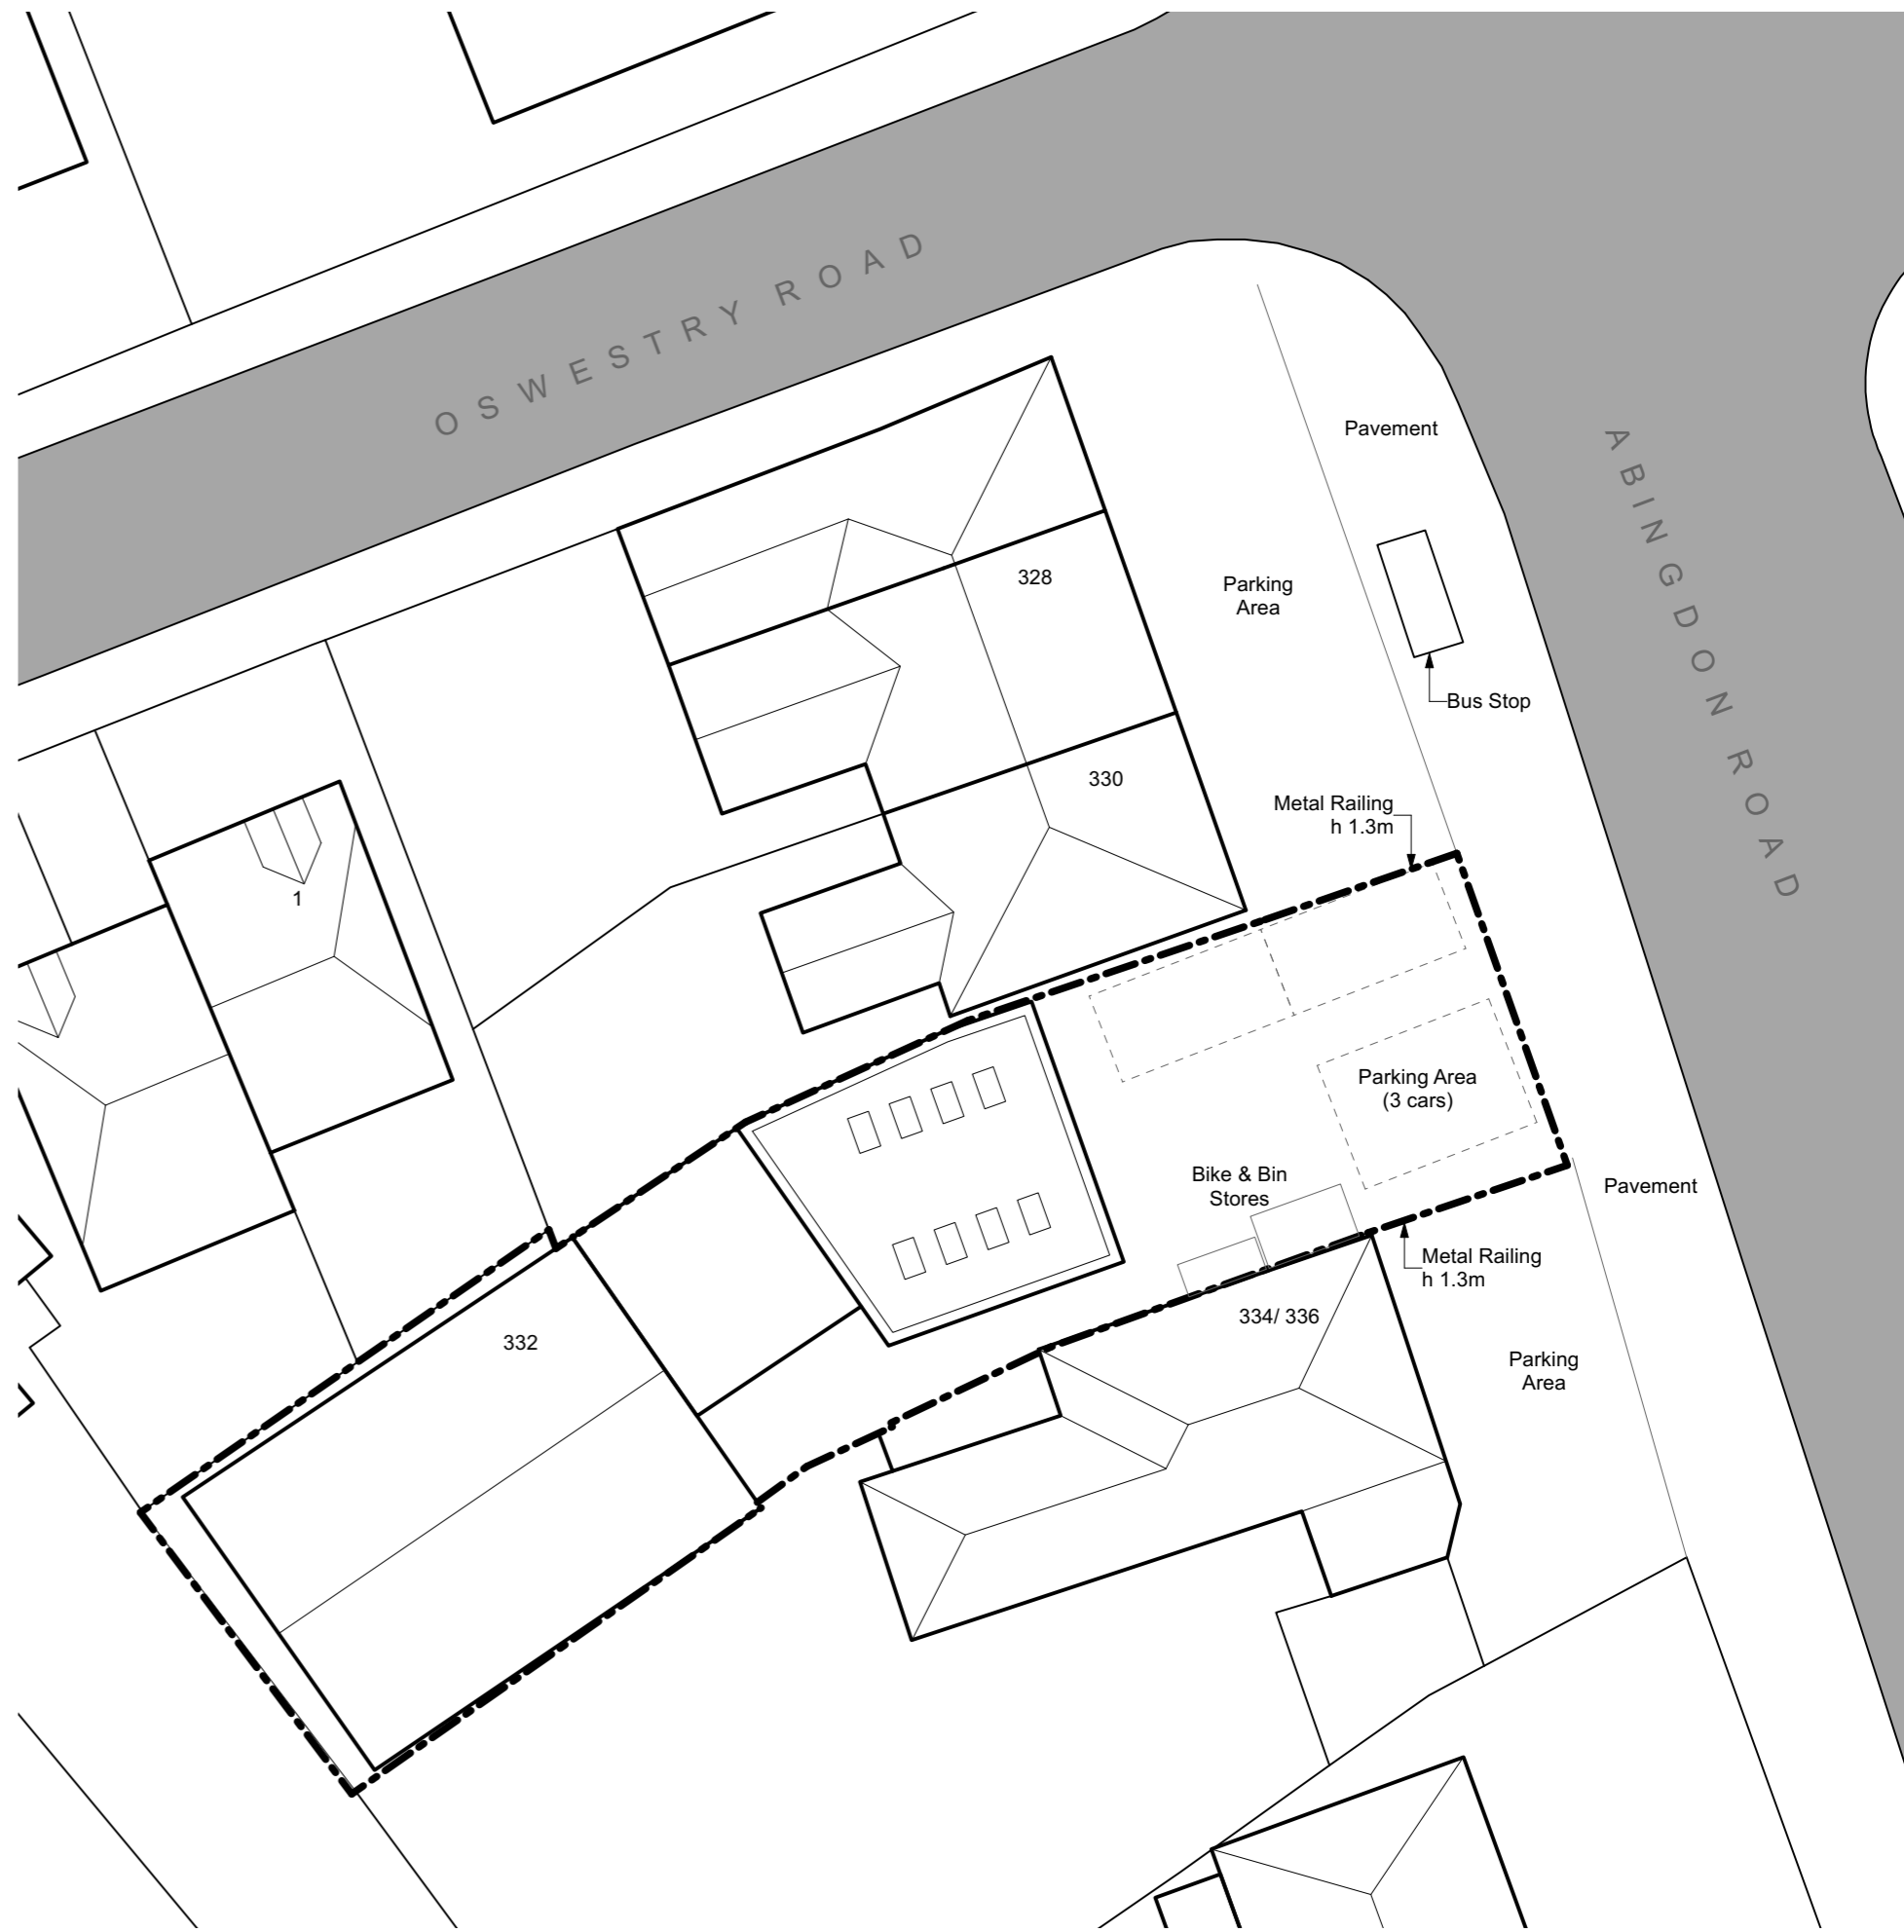 OSWESTRY ROAD
Pavement
ABINGDON ROAD
328
Parking
Area
Bus Stop
330
Metal Railing
h 1.3m
1
Parking Area
(3 cars)
Bike & Bin
Stores
Pavement
Metal Railing
h 1.3m
334/ 336
332
Parking
Area